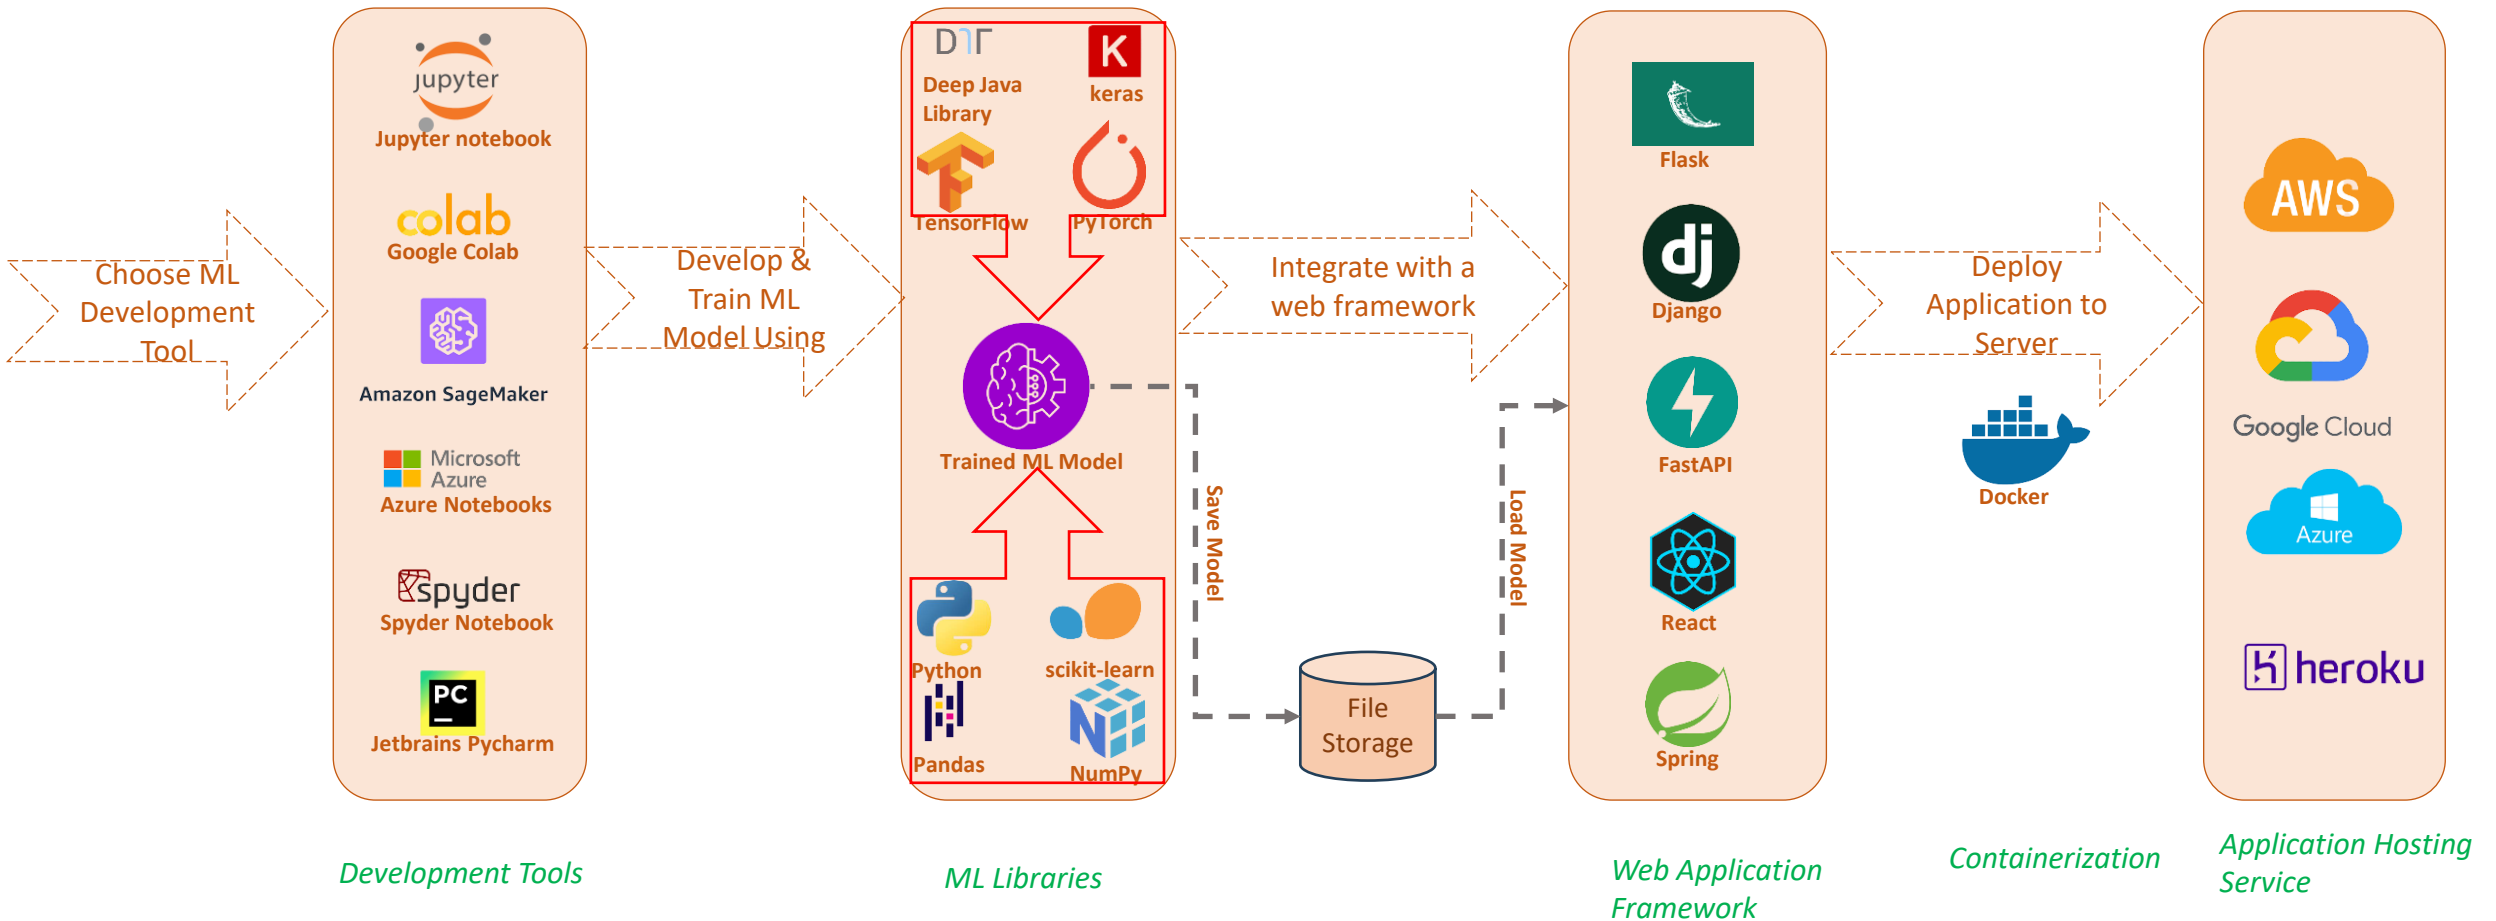 Choose ML
Development
Tool
jupyter
Jupyter notebook
colab
Google Colab
Amazon SageMaker
Microsoft
Azure
Azure Notebooks
spyder
Spyder Notebook
PC
Jetbrains Pycharm
Development Tools
Develop &
Train ML
Model Using
Deep Java
Library
K
keras
TensorFlow
PyTorch
Trained ML Model
Python
scikit-learn
Pandas
N
NumPy
ML Libraries
Integrate with a
web framework
Save Model
File
Storage
Load Model
Flask
dj
Django
FastAPI
React
Spring
Web Application
Framework
Deploy
Application to
Server
Docker
Containerization
AWS
Google Cloud
Azure
heroku
Application Hosting
Service